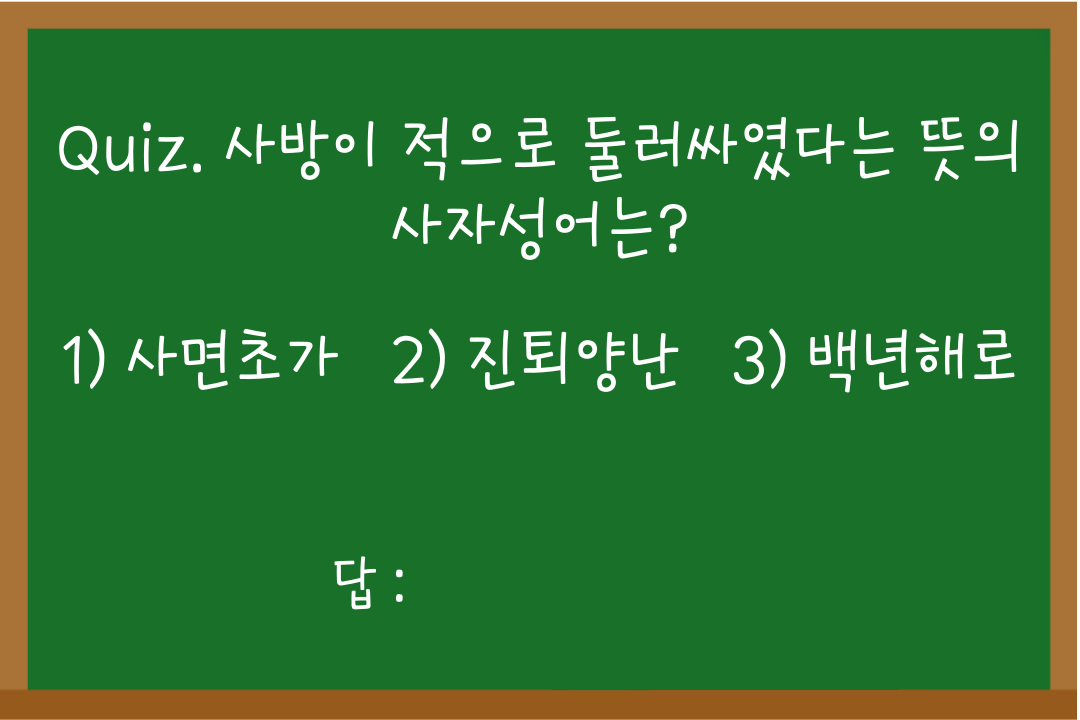 Quiz. 사방이 적으로 둘러싸였다는 뜻의
사자성어는?
1) 사면초가 2) 진퇴양난 3) 백년해로
답 :